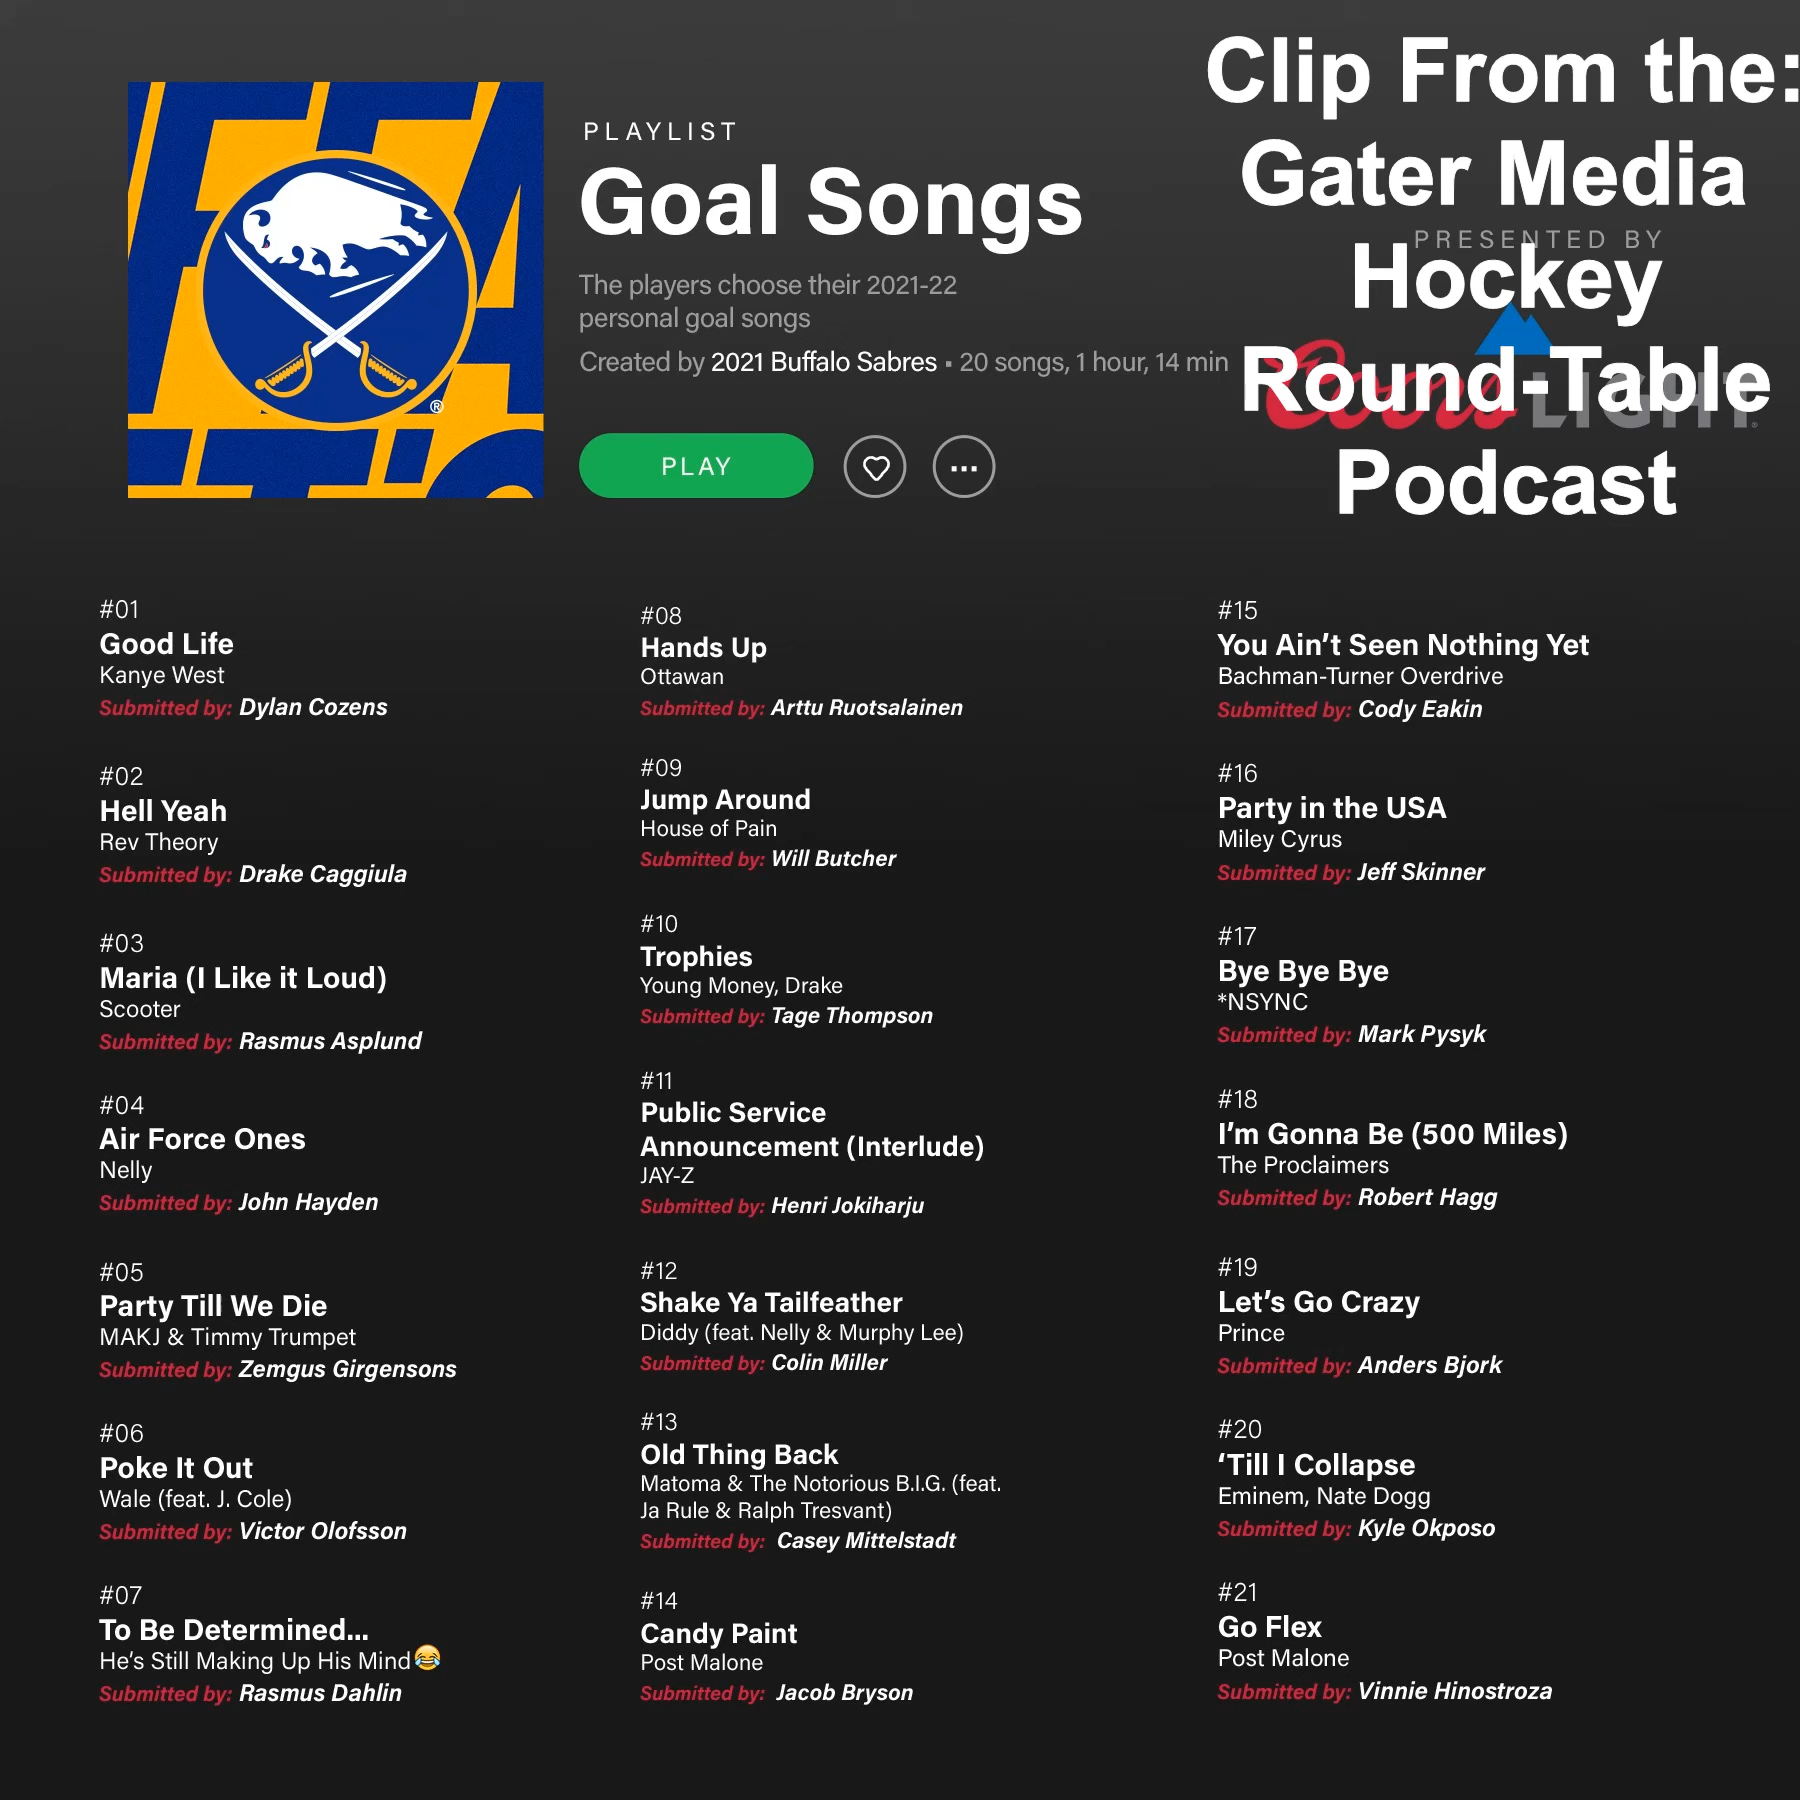 PLAYLIST
Goal Songs
The players choose their 2021-22
personal goal songs
Created by 2021 Buffalo Sabres • 20 songs, 1 hour, 14 min
PLAY
®
Clip From the:
Gater Media
PRESENTED BY
Hockey
Round-Table
Coors LIGHT
Podcast
#01
Good Life
Kanye West
Submitted by: Dylan Cozens
#02
Hell Yeah
Rev Theory
Submitted by: Drake Caggiula
#03
Maria (I Like it Loud)
Scooter
Submitted by: Rasmus Asplund
#04
Air Force Ones
Nelly
Submitted by: John Hayden
#05
Party Till We Die
MAKJ & Timmy Trumpet
Submitted by: Zemgus Girgensons
#06
Poke It Out
Wale (feat. J. Cole)
Submitted by: Victor Olofsson
#07
To Be Determined...
He's Still Making Up His Mind😂
Submitted by: Rasmus Dahlin
#08
Hands Up
Ottawan
Submitted by: Arttu Ruotsalainen
#09
Jump Around
House of Pain
Submitted by: Will Butcher
#10
Trophies
Young Money, Drake
Submitted by: Tage Thompson
#11
Public Service
Announcement (Interlude)
JAY-Z
Submitted by: Henri Jokiharju
#12
Shake Ya Tailfeather
Diddy (feat. Nelly & Murphy Lee)
Submitted by: Colin Miller
#13
Old Thing Back
Matoma & The Notorious B.I.G. (feat.
Ja Rule & Ralph Tresvant)
Submitted by: Casey Mittelstadt
#14
Candy Paint
Post Malone
Submitted by: Jacob Bryson
#15
You Ain't Seen Nothing Yet
Bachman-Turner Overdrive
Submitted by: Cody Eakin
#16
Party in the USA
Miley Cyrus
Submitted by: Jeff Skinner
#17
Bye Bye Bye
*NSYNC
Submitted by: Mark Pysyk
#18
I'm Gonna Be (500 Miles)
The Proclaimers
Submitted by: Robert Hagg
#19
Let's Go Crazy
Prince
Submitted by: Anders Bjork
#20
'Till I Collapse
Eminem, Nate Dogg
Submitted by: Kyle Okposo
#21
Go Flex
Post Malone
Submitted by: Vinnie Hinostroza